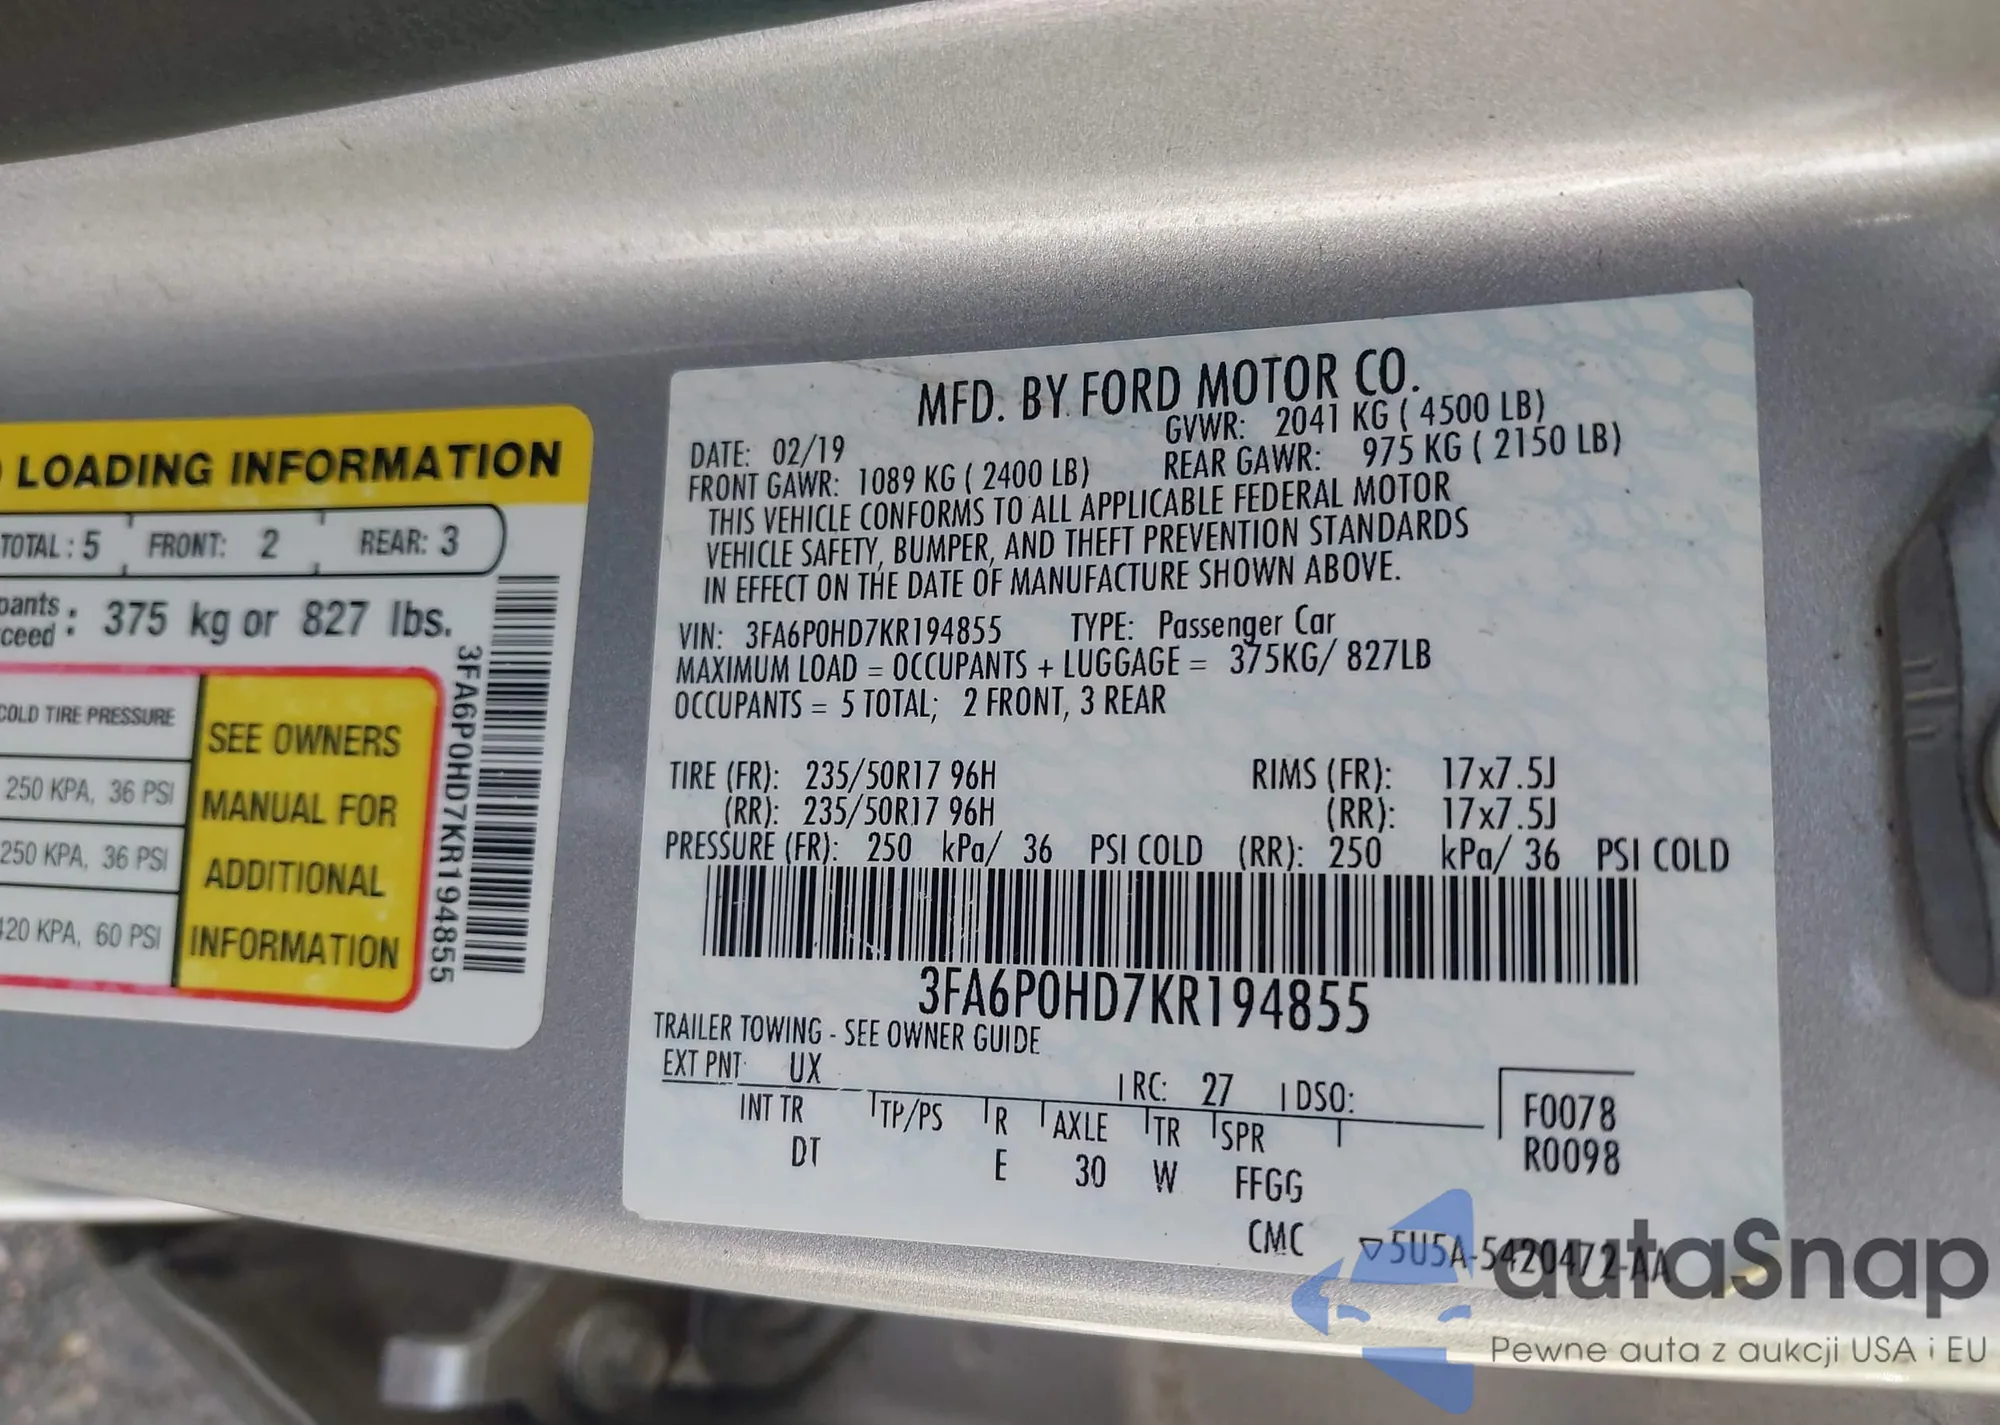 LOADING INFORMATION
TOTAL : 5 FRONT: 2 REAR: 3
375 kg or 827 lbs.
COLD TIRE PRESSURE
250 KPA, 36 PSI
250 KPA, 36 PSI
420 KPA, 60 PSI
SEE OWNERS
MANUAL FOR
ADDITIONAL
INFORMATION
3FA6P0HD7KR194855
MFD. BY FORD MOTOR CO.
DATE: 02/19 GVWR: 2041 KG ( 4500 LB)
FRONT GAWR: 1089 KG ( 2400 LB) REAR GAWR: 975 KG ( 2150 LB)
THIS VEHICLE CONFORMS TO ALL APPLICABLE FEDERAL MOTOR
VEHICLE SAFETY, BUMPER, AND THEFT PREVENTION STANDARDS
IN EFFECT ON THE DATE OF MANUFACTURE SHOWN ABOVE.
VIN: 3FA6P0HD7KR194855 TYPE: Passenger Car
MAXIMUM LOAD = OCCUPANTS + LUGGAGE = 375KG/ 827LB
OCCUPANTS = 5 TOTAL; 2 FRONT, 3 REAR
TIRE (FR): 235/50R17 96H RIMS (FR): 17x7.5J
(RR): 235/50R17 96H (RR): 17x7.5J
PRESSURE (FR): 250 kPa/ 36 PSI COLD (RR): 250 kPa/ 36 PSI COLD
3FA6P0HD7KR194855
TRAILER TOWING - SEE OWNER GUIDE
EXT PNT: UX RC: 27 DSO:
INT TR TP/PS R AXLE TR SPR
DT E 30 W FFGG
F0078
R0098
CMC ▽5U5A-5420472-AA
autaSnap
Pewne auta z aukcji USA i EU